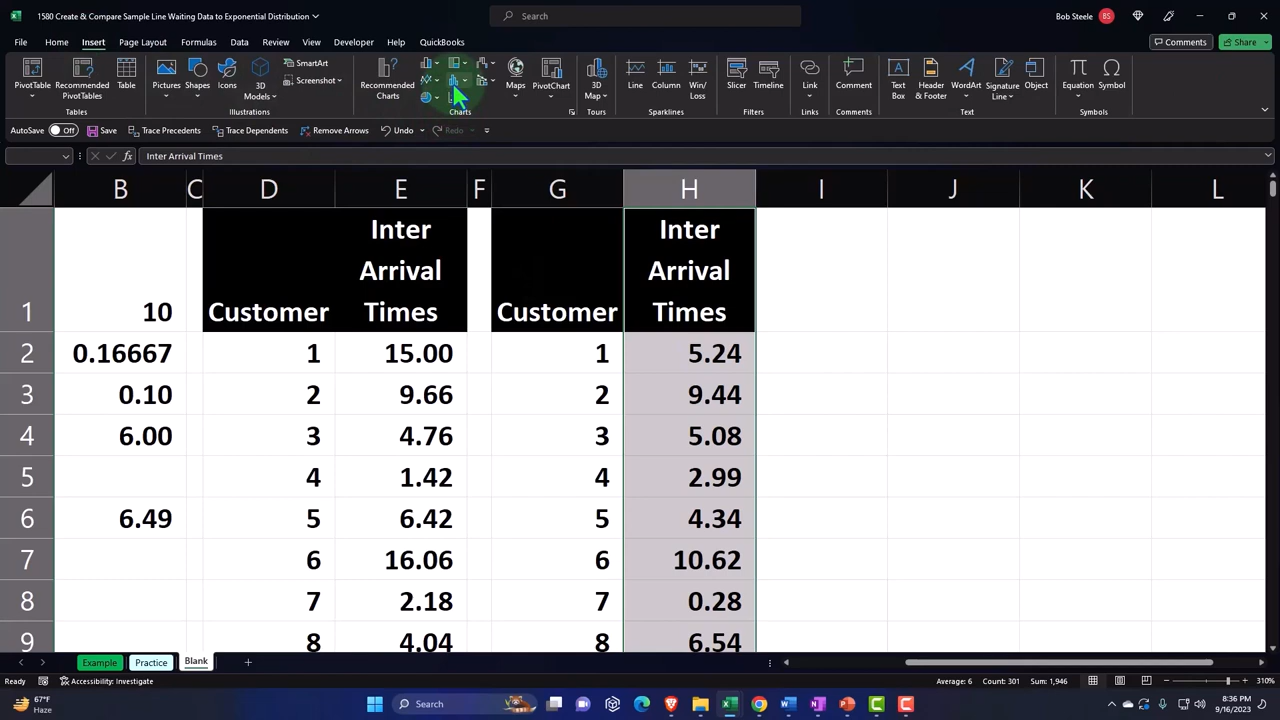 1580 Create & Compare Sample Line Waiting Data to Exponential Distribution
Search
Bob Steele
BS
File
Home
Insert
Page Layout
Formulas
Data
Review
View
Developer
Help
QuickBooks
Comments
Share
PivotTable
Recommended PivotTables
Table
Pictures
Shapes
Icons
3D Models
SmartArt
Screenshot
Recommended Charts
Maps
PivotChart
3D Map
Line
Column
Win/Loss
Slicer
Timeline
Link
Comment
Text Box
Header & Footer
WordArt
Signature Line
Object
Equation
Symbol
Tables
Illustrations
Charts
Tours
Sparklines
Filters
Links
Comments
Text
Symbols
AutoSave Off
Save
Trace Precedents
Trace Dependents
Remove Arrows
Undo
Redo
fx
Inter Arrival Times
B C D E F G H I J K L
Inter Inter
Arrival Arrival
1 10 Customer Times Customer Times
2 0.16667 1 15.00 1 5.24
3 0.10 2 9.66 2 9.44
4 6.00 3 4.76 3 5.08
5 4 1.42 4 2.99
6 6.49 5 6.42 5 4.34
7 6 16.06 6 10.62
8 7 2.18 7 0.28
9 8 4.04 8 6.54
Example
Practice
Blank
Ready
Accessibility: Investigate
Average: 6
Count: 301
Sum: 1,946
310%
67°F
Haze
Search
8:36 PM
9/16/2023